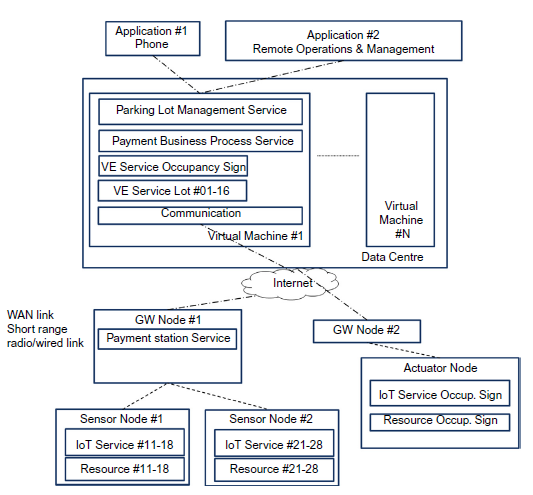 Application #1
Phone
Application #2
Remote Operations & Management
Parking Lot Management Service
Payment Business Process Service
VE Service Occupancy Sign
VE Service Lot #01-16
Communication
Virtual Machine #1
Virtual
Machine
#N
Data Centre
Internet
WAN link
Short range
radio/wired link
GW Node #1
Payment station Service
GW Node #2
Actuator Node
IoT Service Occup. Sign
Resource Occup. Sign
Sensor Node #1
IoT Service #11-18
Resource #11-18
Sensor Node #2
IoT Service #21-28
Resource #21-28